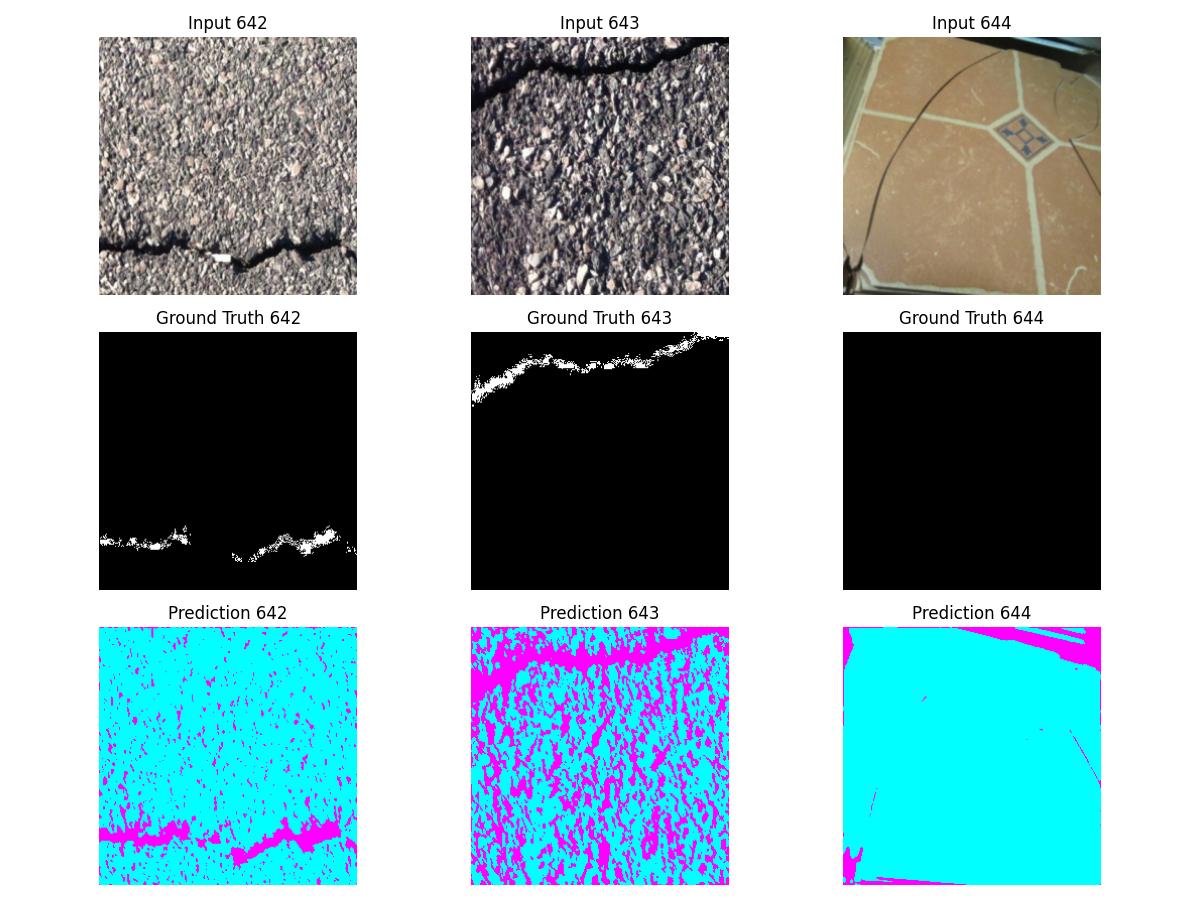 Input 642
Input 643
Input 644
Ground Truth 642
Ground Truth 643
Ground Truth 644
Prediction 642
Prediction 643
Prediction 644